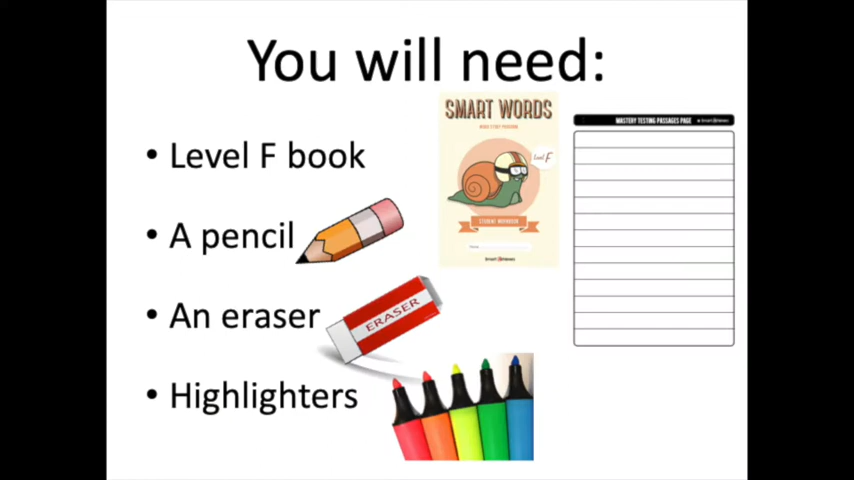 You will need:
• Level F book
• A pencil
• An eraser
• Highlighters
SMART WORDS
Level F
STUDENT WORKBOOK
Name
ERASER
MASTERY TESTING PASSAGES PAGE